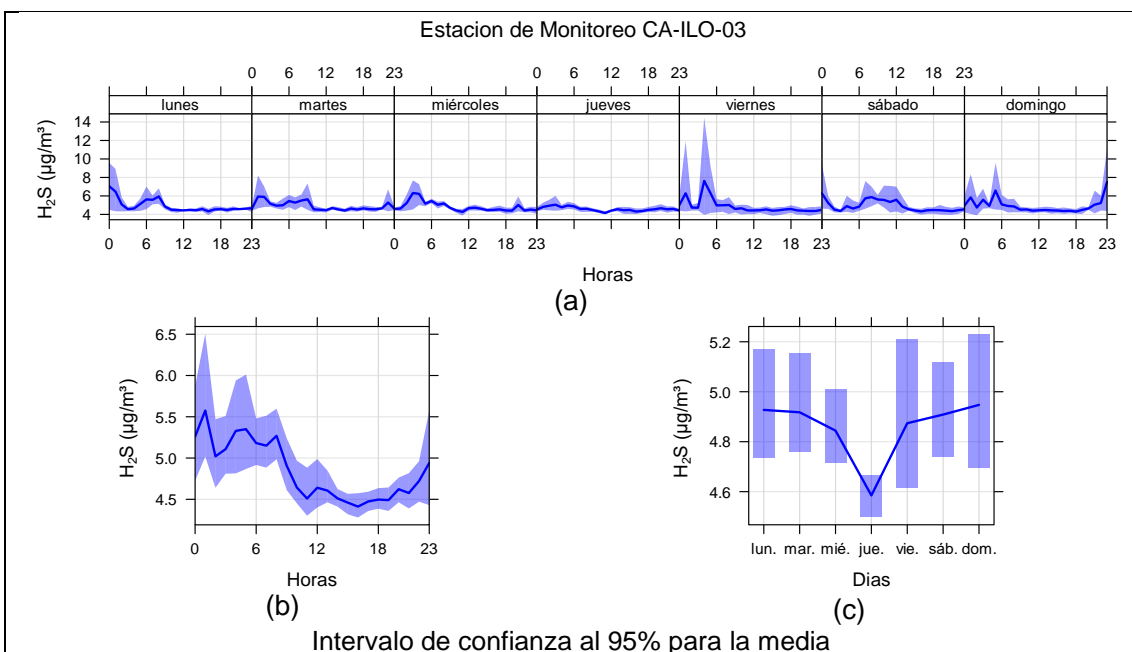 Estacion de Monitoreo CA-ILO-03
0 6 12 18 23 0 6 12 18 23 0 6 12 18 23
lunes martes miércoles jueves viernes sábado domingo
14
12
10
8
6
4
H₂S (µg/m³)
0 6 12 18 23 0 6 12 18 23 0 6 12 18 23 0 6 12 18 23
Horas
(a)
6.5
6.0
5.5
5.0
4.5
H₂S (µg/m³)
0 6 12 18 23
Horas
(b)
5.2
5.0
4.8
4.6
H₂S (µg/m³)
lun. mar. mié. jue. vie. sáb. dom.
Dias
(c)
Intervalo de confianza al 95% para la media